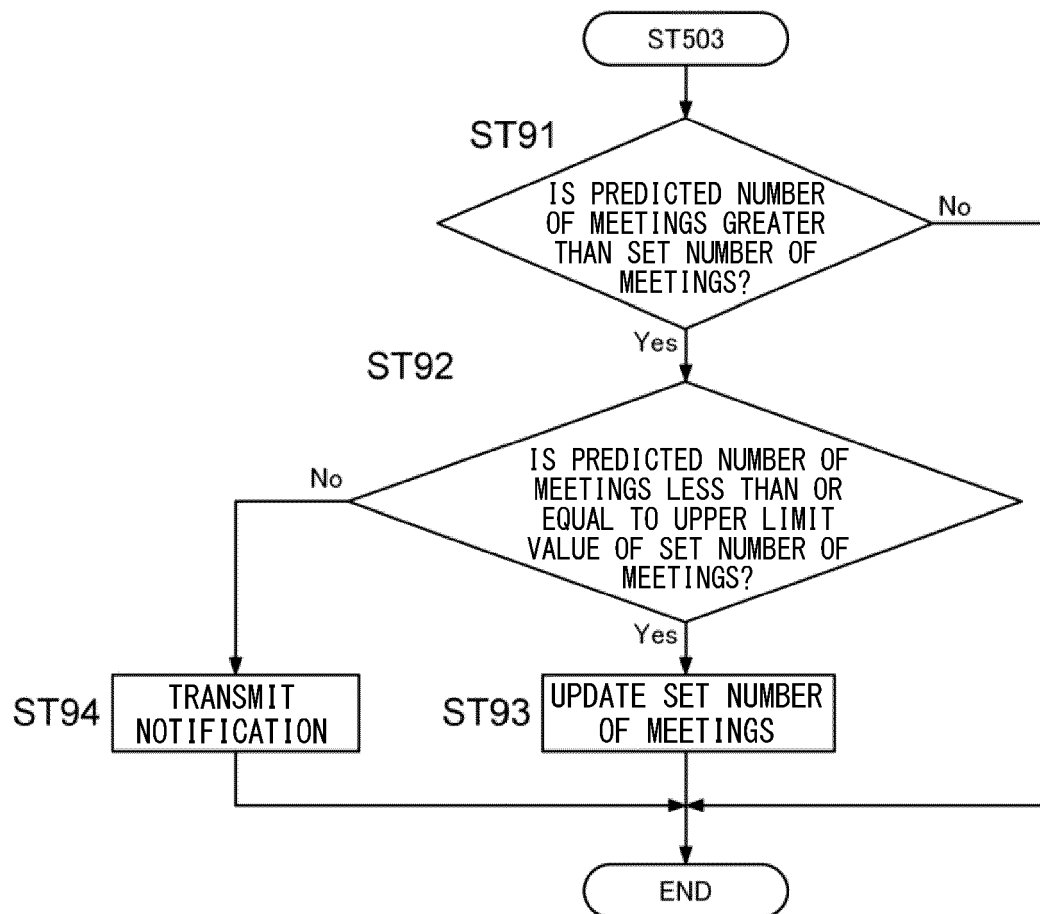 ST503
ST91
IS PREDICTED NUMBER
OF MEETINGS GREATER
THAN SET NUMBER OF
MEETINGS?
No
Yes
ST92
IS PREDICTED NUMBER OF
MEETINGS LESS THAN OR
EQUAL TO UPPER LIMIT
VALUE OF SET NUMBER OF
MEETINGS?
No
Yes
ST94
TRANSMIT
NOTIFICATION
ST93
UPDATE SET NUMBER
OF MEETINGS
END